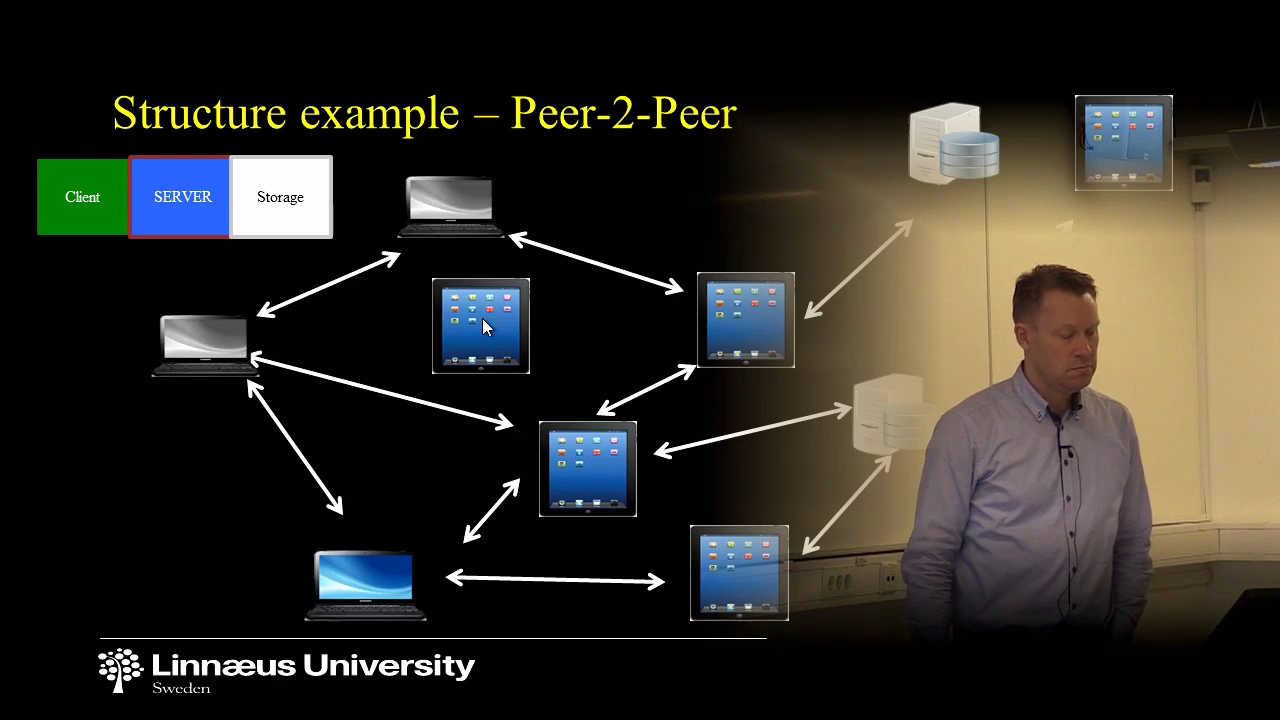 Structure example – Peer-2-Peer
Client
SERVER
Storage
Linnæus University
Sweden